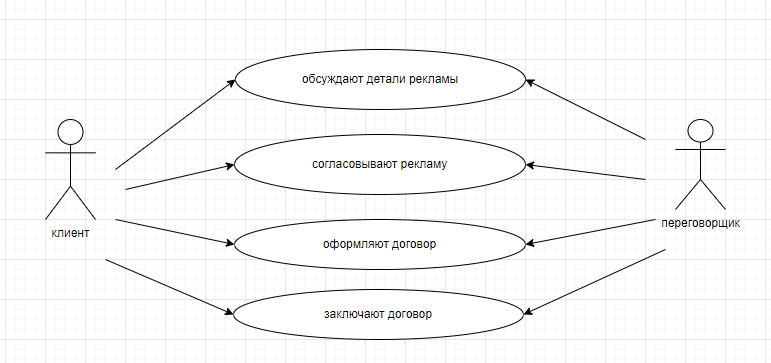 обсуждают детали рекламы
согласовывают рекламу
клиент
переговорщик
оформляют договор
заключают договор